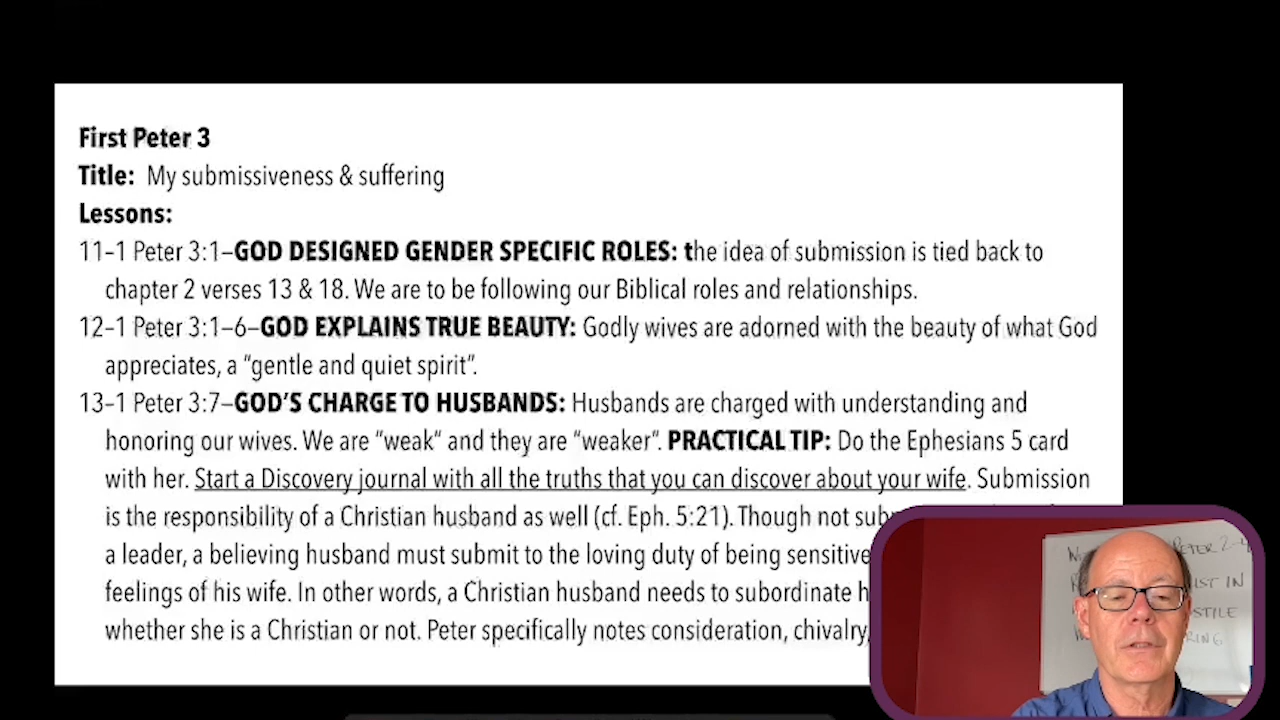 First Peter 3
Title: My submissiveness & suffering
Lessons:
11–1 Peter 3:1–GOD DESIGNED GENDER SPECIFIC ROLES: the idea of submission is tied back to
chapter 2 verses 13 & 18. We are to be following our Biblical roles and relationships.
12–1 Peter 3:1–6–GOD EXPLAINS TRUE BEAUTY: Godly wives are adorned with the beauty of what God
appreciates, a “gentle and quiet spirit”.
13–1 Peter 3:7–GOD’S CHARGE TO HUSBANDS: Husbands are charged with understanding and
honoring our wives. We are “weak” and they are “weaker”. PRACTICAL TIP: Do the Ephesians 5 card
with her. Start a Discovery journal with all the truths that you can discover about your wife. Submission
is the responsibility of a Christian husband as well (cf. Eph. 5:21). Though not
a leader, a believing husband must submit to the loving duty of being sensitive
feelings of his wife. In other words, a Christian husband needs to subordinate
whether she is a Christian or not. Peter specifically notes consideration, chivalry,
PETER 2-
IN